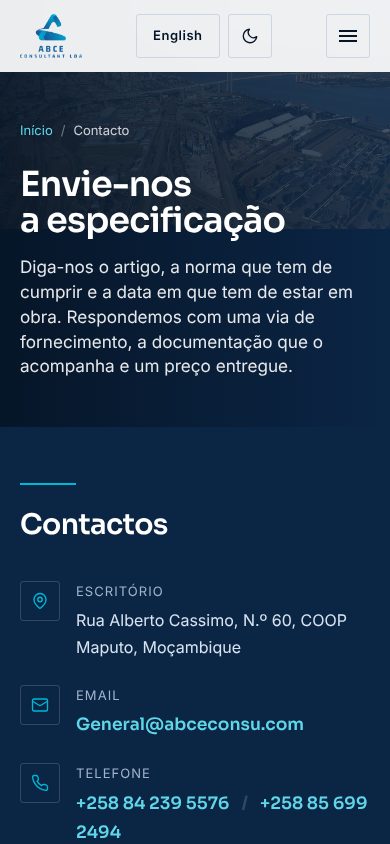 ABCE
CONSULTANT LDA
English
Início / Contacto
Envie-nos
a especificação
Diga-nos o artigo, a norma que tem de
cumprir e a data em que tem de estar em
obra. Respondemos com uma via de
fornecimento, a documentação que o
acompanha e um preço entregue.
Contactos
ESCRITÓRIO
Rua Alberto Cassimo, N.º 60, COOP
Maputo, Moçambique
EMAIL
General@abceconsu.com
TELEFONE
+258 84 239 5576 / +258 85 699
2494